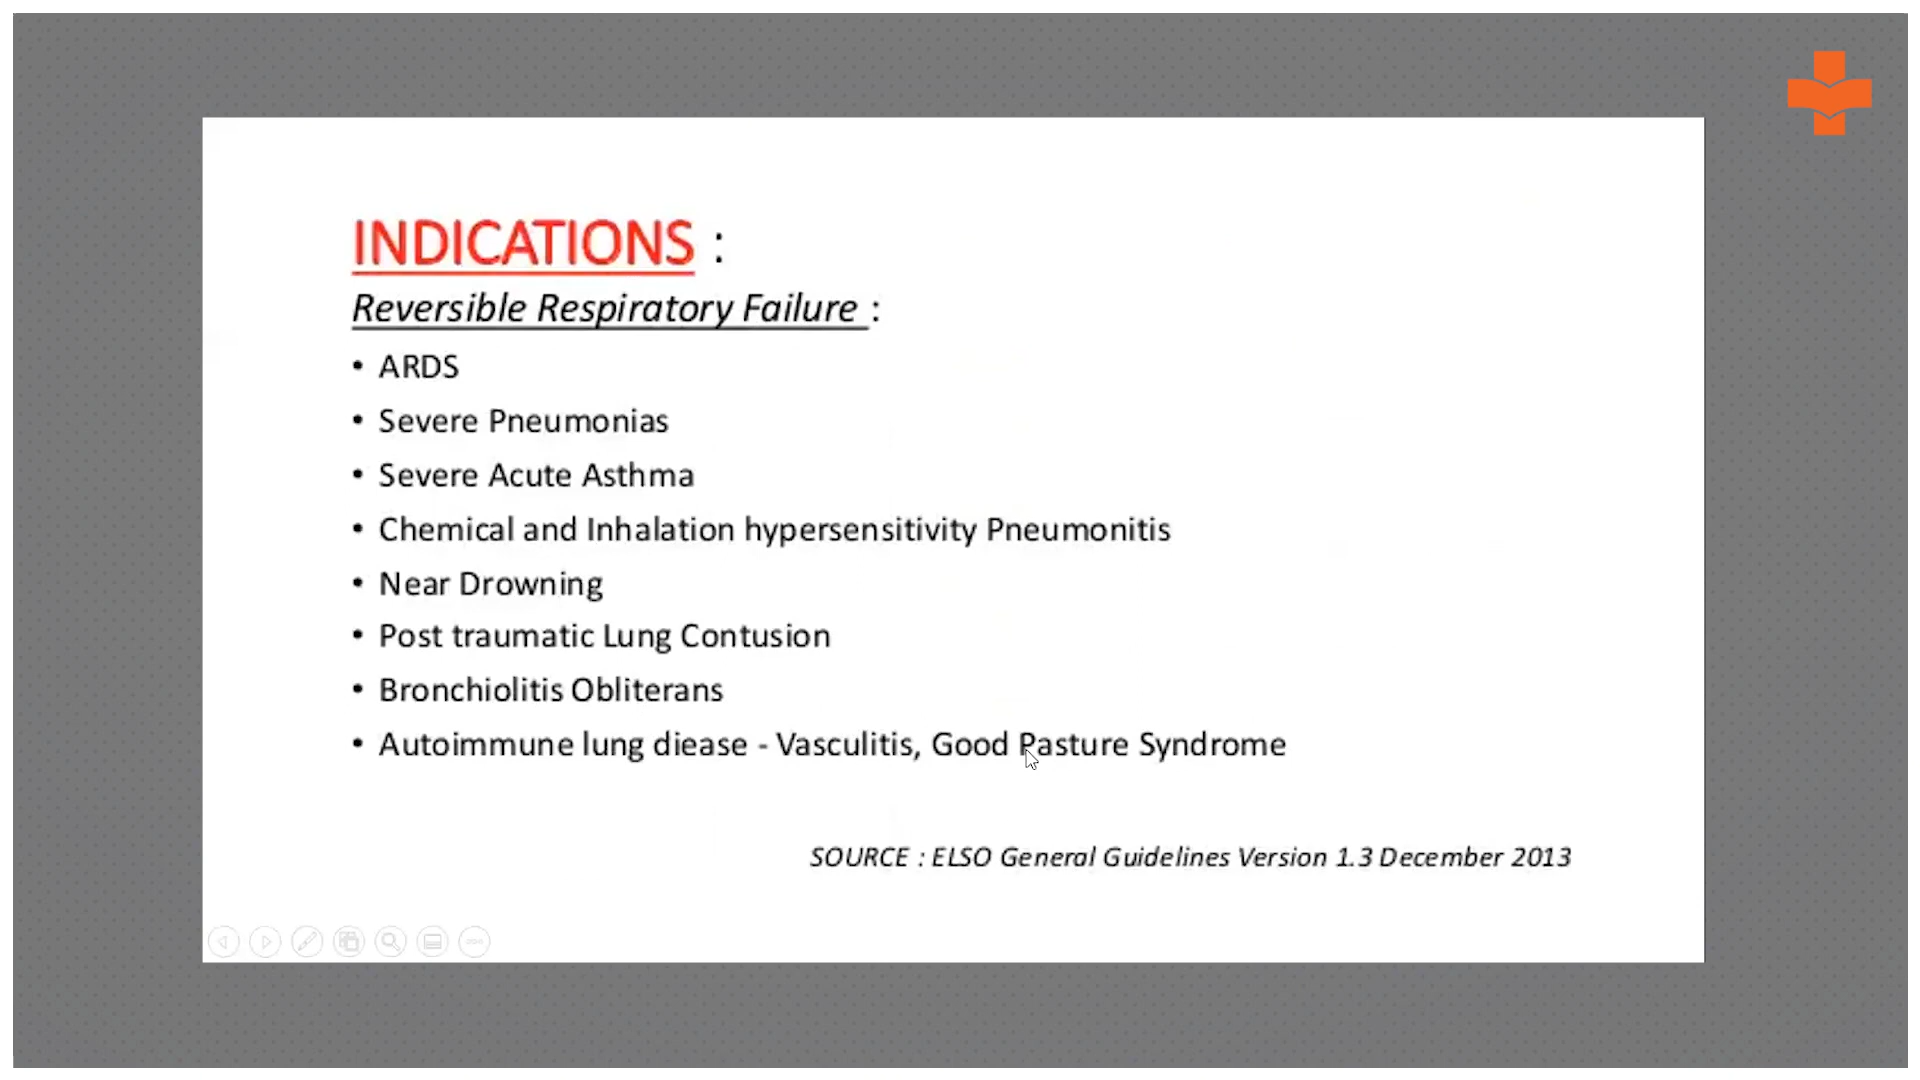 INDICATIONS :
Reversible Respiratory Failure :
• ARDS
• Severe Pneumonias
• Severe Acute Asthma
• Chemical and Inhalation hypersensitivity Pneumonitis
• Near Drowning
• Post traumatic Lung Contusion
• Bronchiolitis Obliterans
• Autoimmune lung diease - Vasculitis, Good Pasture Syndrome
SOURCE : ELSO General Guidelines Version 1.3 December 2013